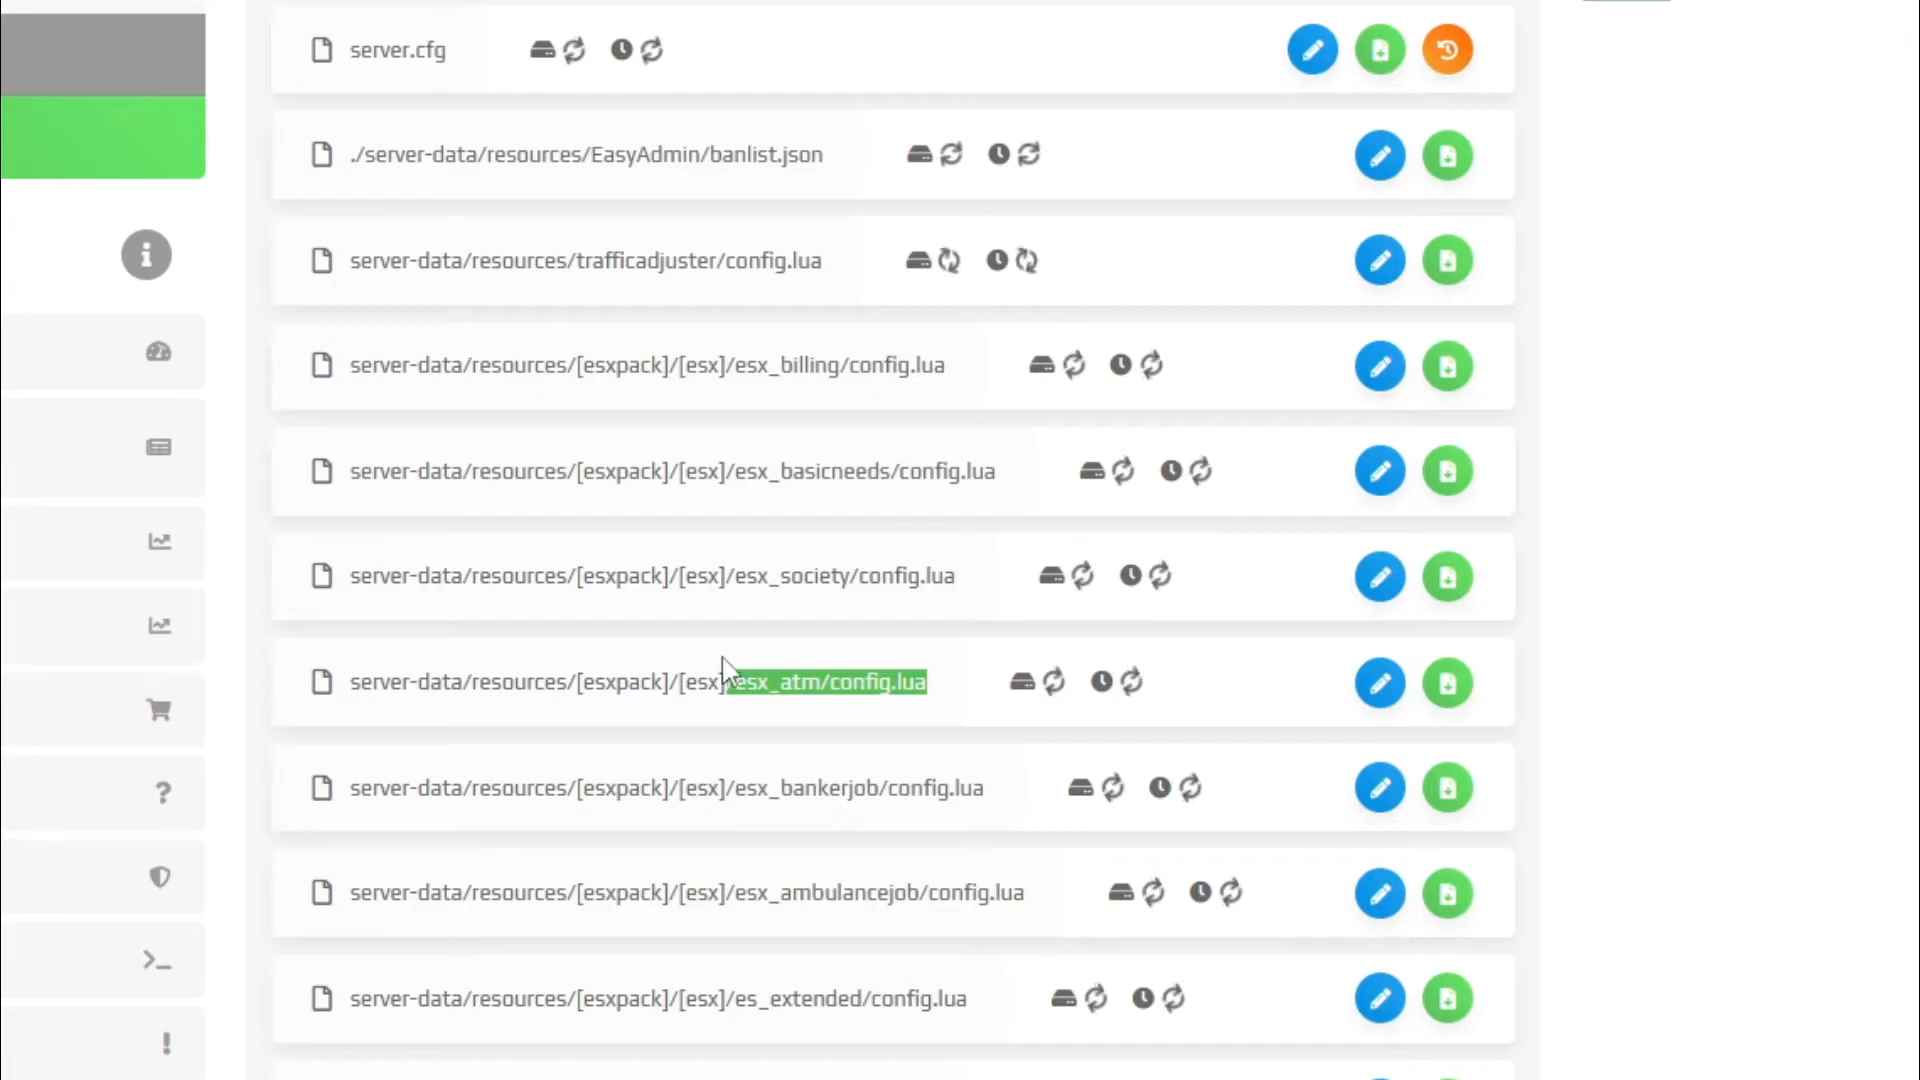 server.cfg
./server-data/resources/EasyAdmin/banlist.json
server-data/resources/trafficadjuster/config.lua
server-data/resources/[esxpack]/[esx]/esx_billing/config.lua
server-data/resources/[esxpack]/[esx]/esx_basicneeds/config.lua
server-data/resources/[esxpack]/[esx]/esx_society/config.lua
server-data/resources/[esxpack]/[esx]/esx_atm/config.lua
server-data/resources/[esxpack]/[esx]/esx_bankerjob/config.lua
server-data/resources/[esxpack]/[esx]/esx_ambulancejob/config.lua
server-data/resources/[esxpack]/[esx]/es_extended/config.lua